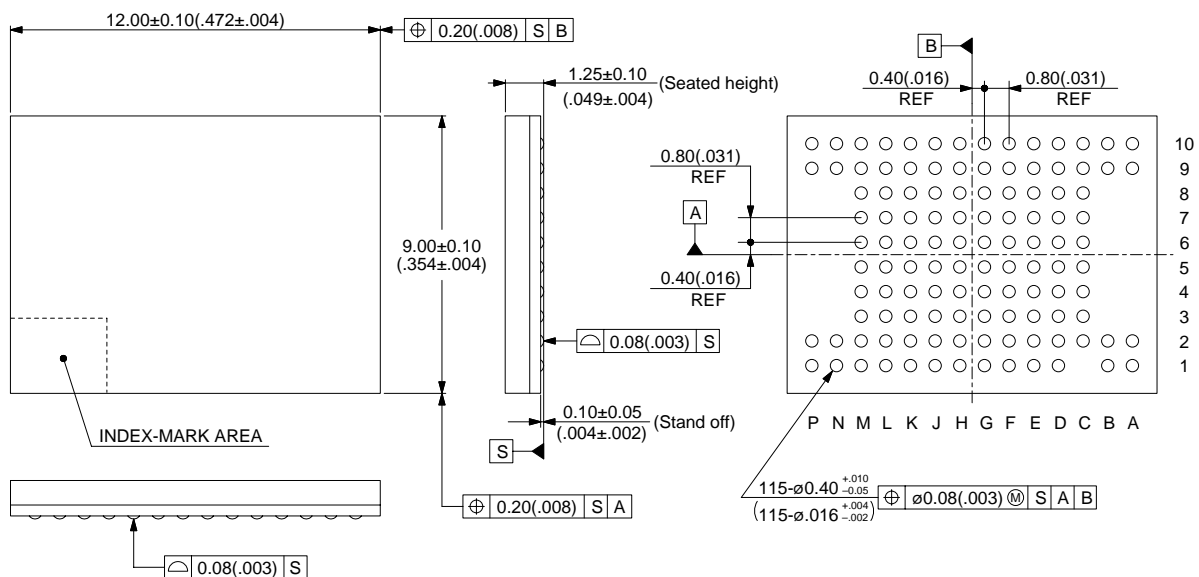 12.00±0.10(.472±.004)
⌖ 0.20(.008) S B
1.25±0.10
(.049±.004)
(Seated height)
B
0.40(.016)
REF
0.80(.031)
REF
0.80(.031)
REF
A
0.40(.016)
REF
10
9
8
7
6
5
4
3
2
1
P N M L K J H G F E D C B A
9.00±0.10
(.354±.004)
⌓ 0.08(.003) S
0.10±0.05
(.004±.002)
(Stand off)
S
INDEX-MARK AREA
⌖ 0.20(.008) S A
115-ø0.40 +.010 –0.05
(115-ø.016 +.004 -.002)
⌖ ø0.08(.003) Ⓜ S A B
⌓ 0.08(.003) S